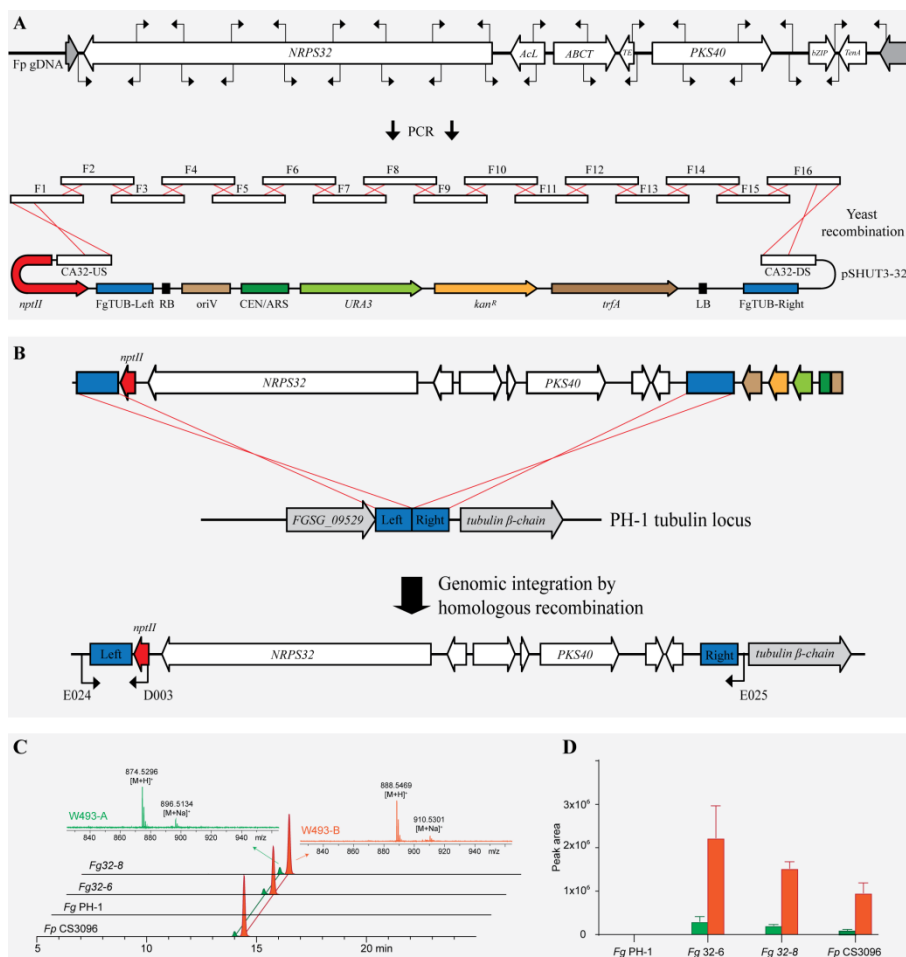 A
NRPS32
AcL
ABCT
TE
PKS40
bZIP
TenA
Fp gDNA
PCR
F2 F4 F6 F8 F10 F12 F14 F16
F1 F3 F5 F7 F9 F11 F13 F15
Yeast
recombination
CA32-US
CA32-DS
pSHUT3-32
nptII
FgTUB-Left
RB
oriV
CEN/ARS
URA3
kanᴿ
trfA
LB
FgTUB-Right
B
nptII
NRPS32
PKS40
FGSG_09529
Left
Right
tubulin β-chain
PH-1 tubulin locus
Genomic integration by
homologous recombination
nptII
Left
NRPS32
PKS40
Right
tubulin β-chain
E024
D003
E025
C
874.5296
[M+H]⁺
896.5134
[M+Na]⁺
W493-A
840 860 880 900 920 940
888.5469
[M+H]⁺
910.5301
[M+Na]⁺
W493-B
840 860 880 900 920 940
Fg32-8
Fg32-6
Fg PH-1
Fp CS3096
5 10 15 20 min
D
Peak area
3x10⁶
2x10⁶
1x10⁶
0
Fg PH-1
Fg 32-6
Fg 32-8
Fp CS3096